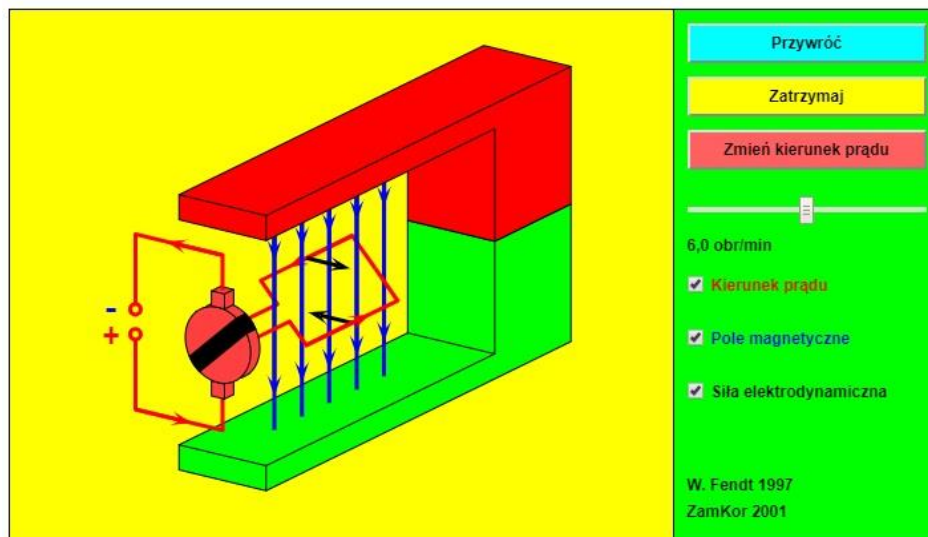 Przywróć
Zatrzymaj
Zmień kierunek prądu
6,0 obr/min
Kierunek prądu
Pole magnetyczne
Siła elektrodynamiczna
W. Fendt 1997
ZamKor 2001
-
+